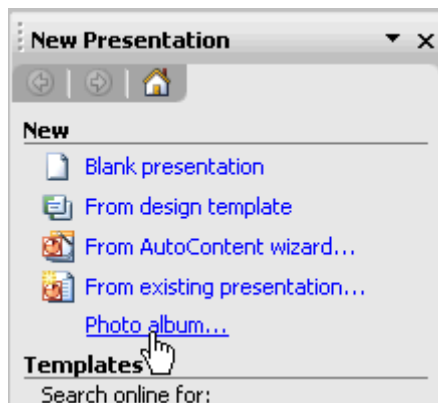 New Presentation
New
Blank presentation
From design template
From AutoContent wizard...
From existing presentation...
Photo album...
Templates
Search online for: